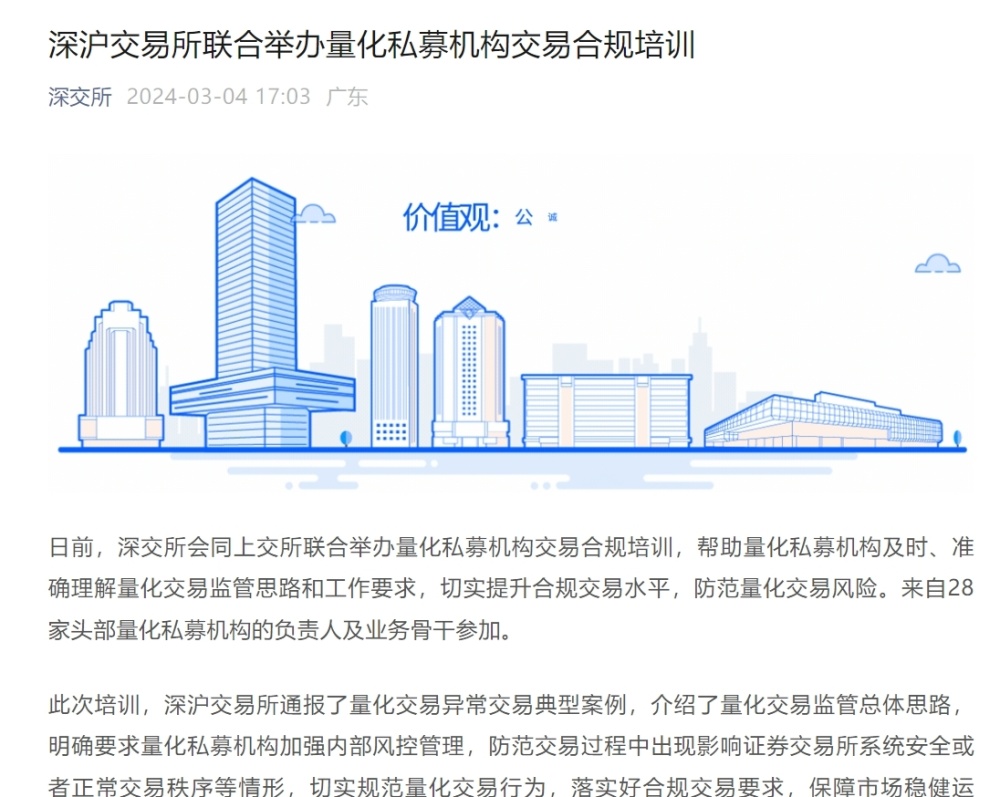 深沪交易所联合举办量化私募机构交易合规培训
深交所 2024-03-04 17:03 广东
价值观：公 诚
日前，深交所会同上交所联合举办量化私募机构交易合规培训，帮助量化私募机构及时、准
确理解量化交易监管思路和工作要求，切实提升合规交易水平，防范量化交易风险。来自28
家头部量化私募机构的负责人及业务骨干参加。
此次培训，深沪交易所通报了量化交易异常交易典型案例，介绍了量化交易监管总体思路，
明确要求量化私募机构加强内部风控管理，防范交易过程中出现影响证券交易所系统安全或
者正常交易秩序等情形，切实规范量化交易行为，落实好合规交易要求，保障市场稳健运